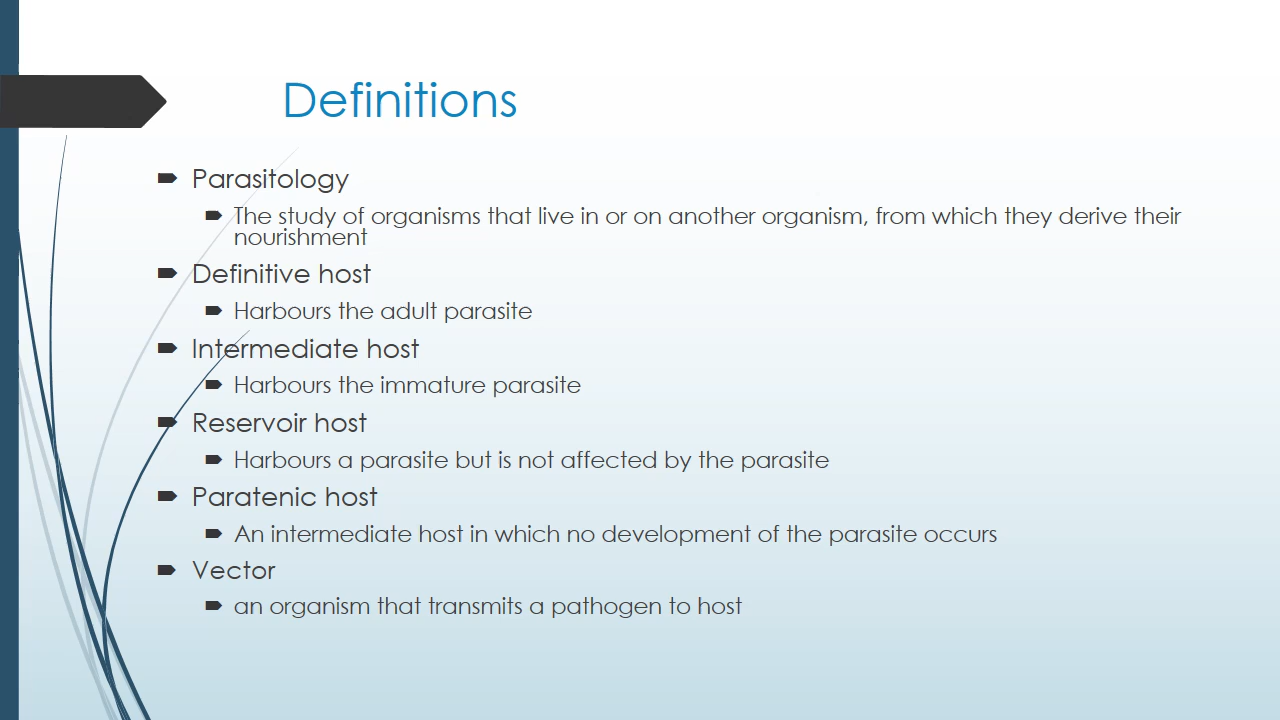 Definitions
Parasitology
The study of organisms that live in or on another organism, from which they derive their
nourishment
Definitive host
Harbours the adult parasite
Intermediate host
Harbours the immature parasite
Reservoir host
Harbours a parasite but is not affected by the parasite
Paratenic host
An intermediate host in which no development of the parasite occurs
Vector
an organism that transmits a pathogen to host